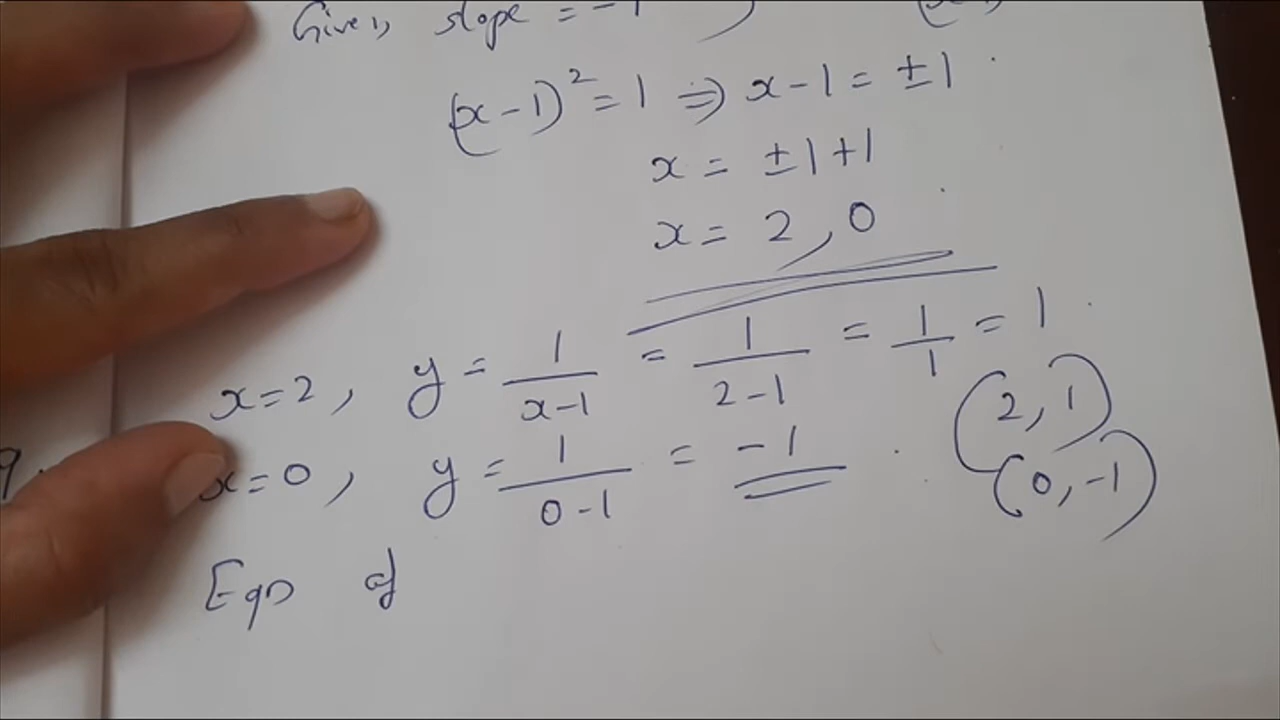 Given slope = -1
(x-1)² = 1 ⇒ x-1 = ±1
x = ±1+1
x = 2, 0
x=2, y = 1/(x-1) = 1/(2-1) = 1/1 = 1
(2, 1)
x=0, y = 1/(0-1) = -1
(0, -1)
Eqn of